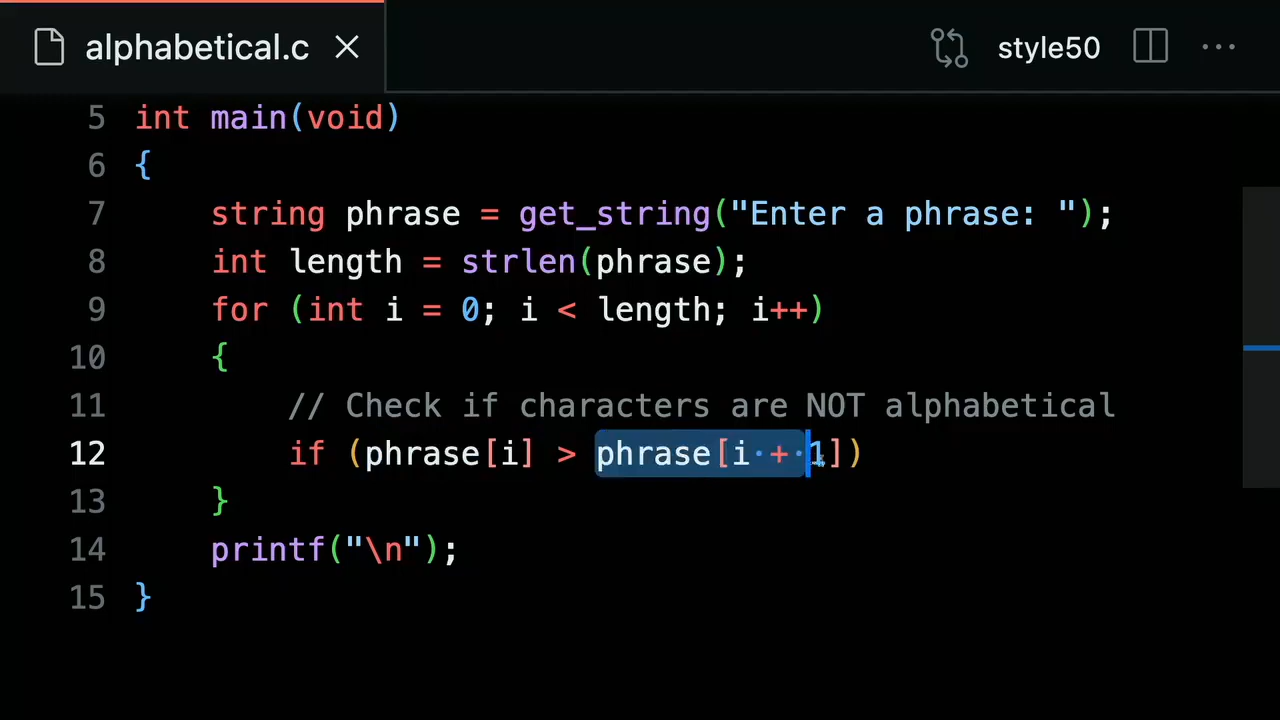 alphabetical.c
style50
5 int main(void)
6 {
7 string phrase = get_string("Enter a phrase: ");
8 int length = strlen(phrase);
9 for (int i = 0; i < length; i++)
10 {
11 // Check if characters are NOT alphabetical
12 if (phrase[i] > phrase[i + 1])
13 }
14 printf("\n");
15 }